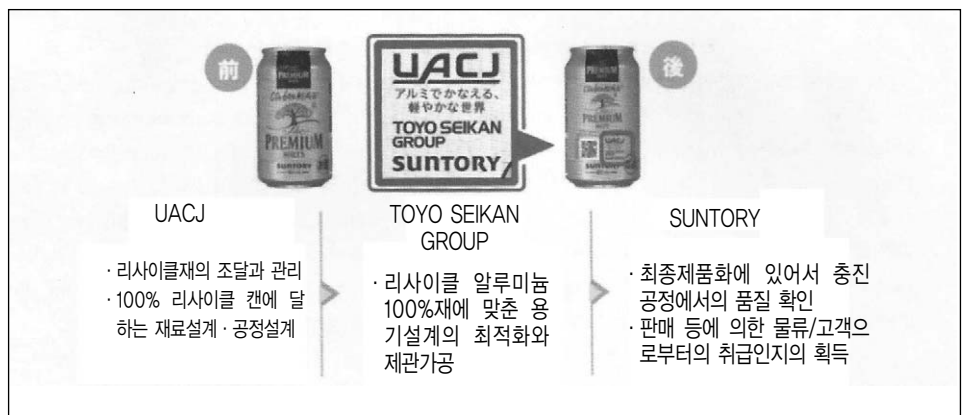 前
PREMIUM
MALT'S
SUNTORY
UACJ
アルミでかなえる、
軽やかな世界
TOYO SEIKAN
GROUP
SUNTORY
後
PREMIUM
UACJ
SUNTORY
UACJ
· 리사이클재의 조달과 관리
· 100% 리사이클 캔에 달
하는 재료설계 · 공정설계
TOYO SEIKAN
GROUP
· 리사이클 알루미늄
100%재에 맞춘 용
기설계의 최적화와
제관가공
SUNTORY
· 최종제품화에 있어서 충진
공정에서의 품질 확인
· 판매 등에 의한 물류/고객으
로부터의 취급인지의 획득